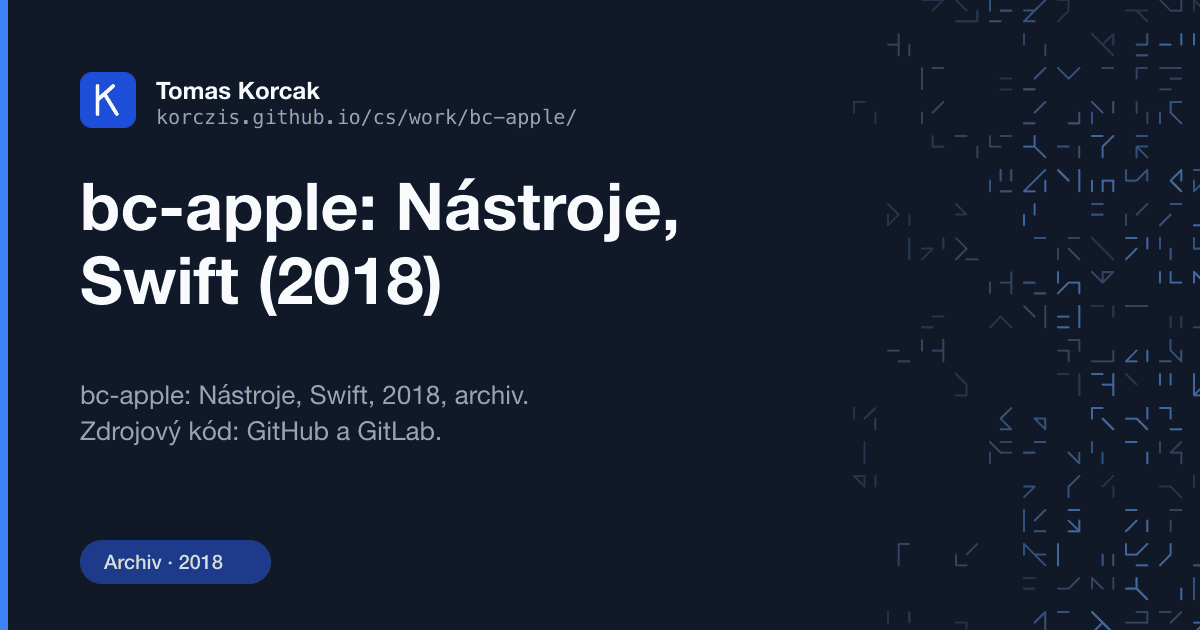 K
Tomas Korcak
korczis.github.io/cs/work/bc-apple/
bc-apple: Nástroje,
Swift (2018)
bc-apple: Nástroje, Swift, 2018, archiv.
Zdrojový kód: GitHub a GitLab.
Archiv · 2018